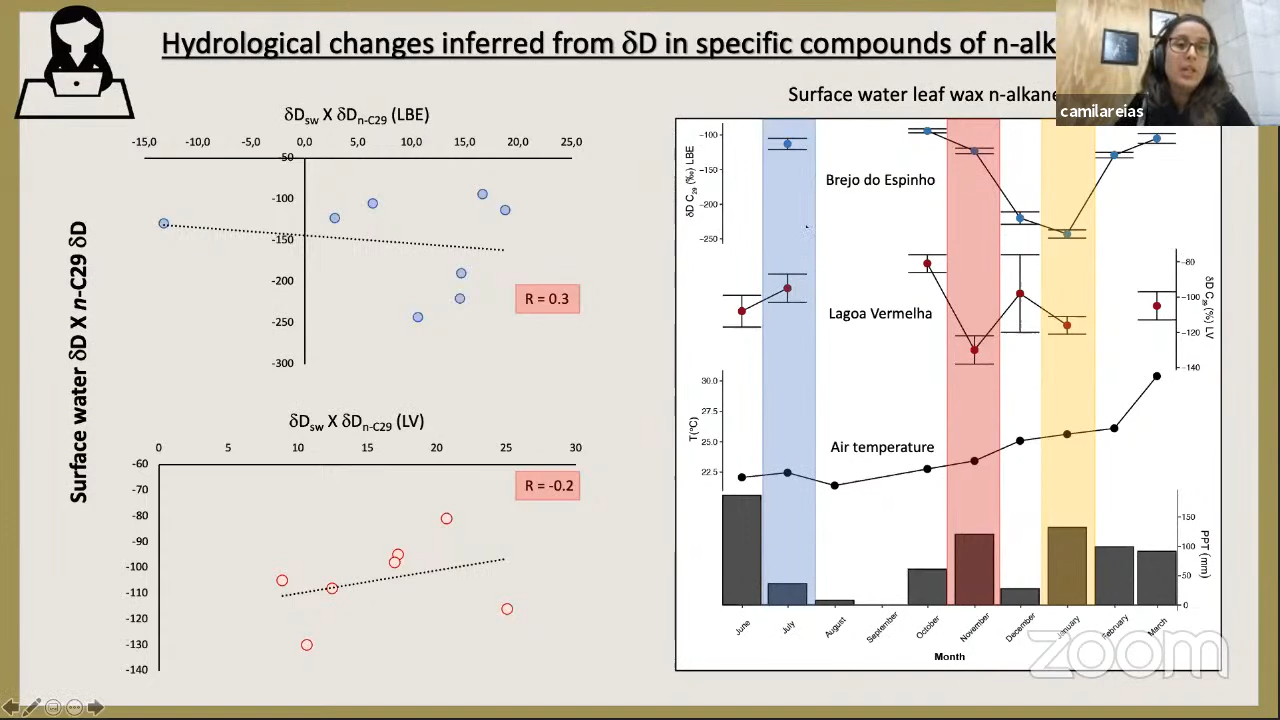 Hydrological changes inferred from δD in specific compounds of n-alk
camilareias
Surface water δD X n-C29 δD
δDsw X δDn-C29 (LBE)
-15,0 -10,0 -5,0 0,0 5,0 10,0 15,0 20,0 25,0
-50
-100
-150
-200
-250
-300
R = 0.3
δDsw X δDn-C29 (LV)
0 5 10 15 20 25 30
-60
-70
-80
-90
-100
-110
-120
-130
-140
R = -0.2
Surface water leaf wax n-alkane
δD C29 (‰) LBE
-100
-150
-200
-250
Brejo do Espinho
Lagoa Vermelha
-80
-100
-120
-140
δD C29 (‰) LV
T(°C)
30.0
27.5
25.0
22.5
Air temperature
150
100
50
0
PPT (mm)
June July August September October November December January February March
Month
zoom